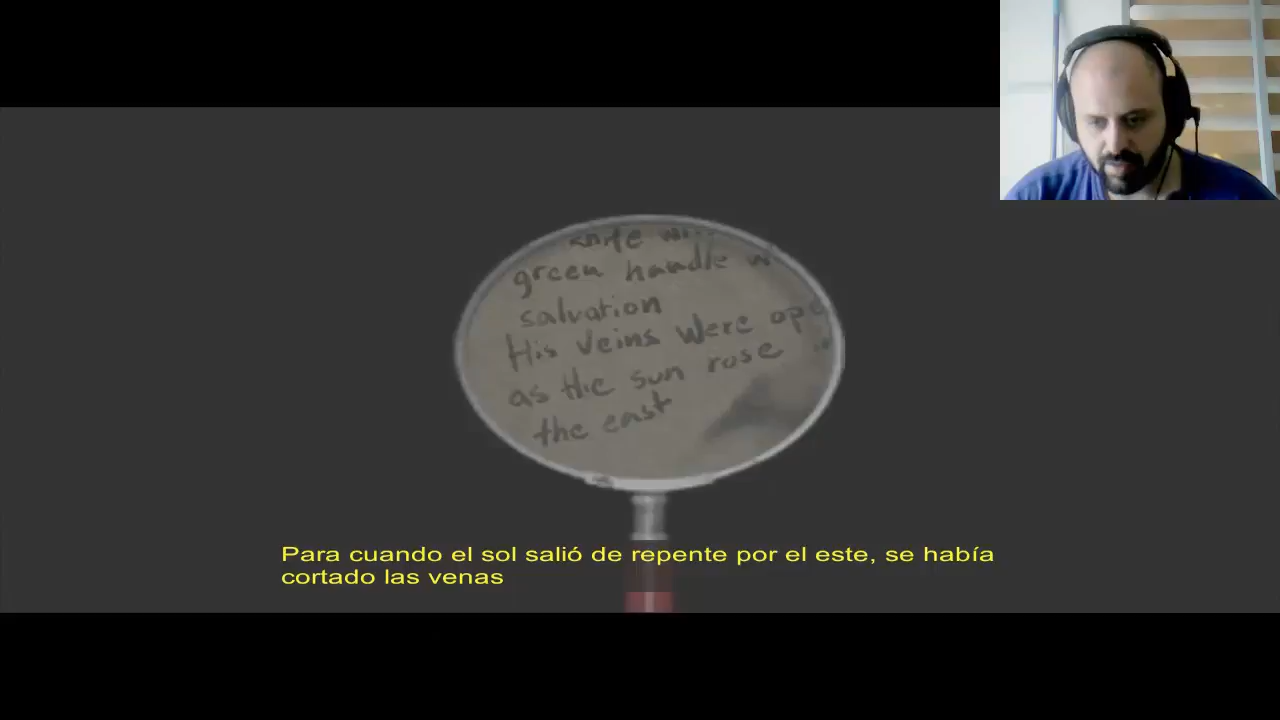 green handle
salvation
His veins were
as the sun rose
the east
Para cuando el sol salió de repente por el este, se había
cortado las venas